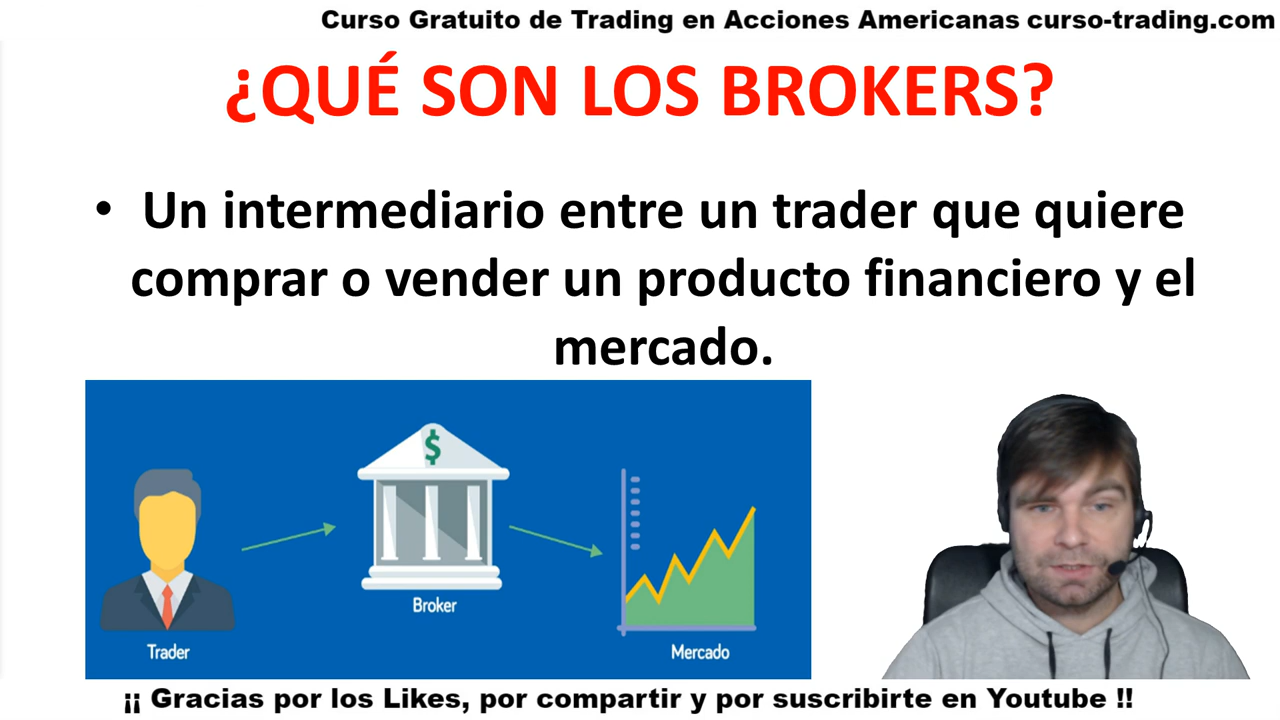 Curso Gratuito de Trading en Acciones Americanas curso-trading.com
¿QUÉ SON LOS BROKERS?
• Un intermediario entre un trader que quiere
comprar o vender un producto financiero y el
mercado.
$
Broker
Trader
Mercado
¡¡ Gracias por los Likes, por compartir y por suscribirte en Youtube !!